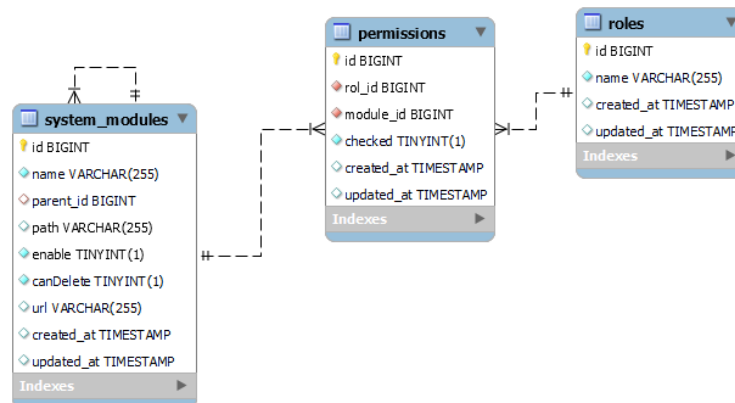 system_modules
id BIGINT
name VARCHAR(255)
parent_id BIGINT
path VARCHAR(255)
enable TINYINT(1)
canDelete TINYINT(1)
url VARCHAR(255)
created_at TIMESTAMP
updated_at TIMESTAMP
Indexes
permissions
id BIGINT
rol_id BIGINT
module_id BIGINT
checked TINYINT(1)
created_at TIMESTAMP
updated_at TIMESTAMP
Indexes
roles
id BIGINT
name VARCHAR(255)
created_at TIMESTAMP
updated_at TIMESTAMP
Indexes